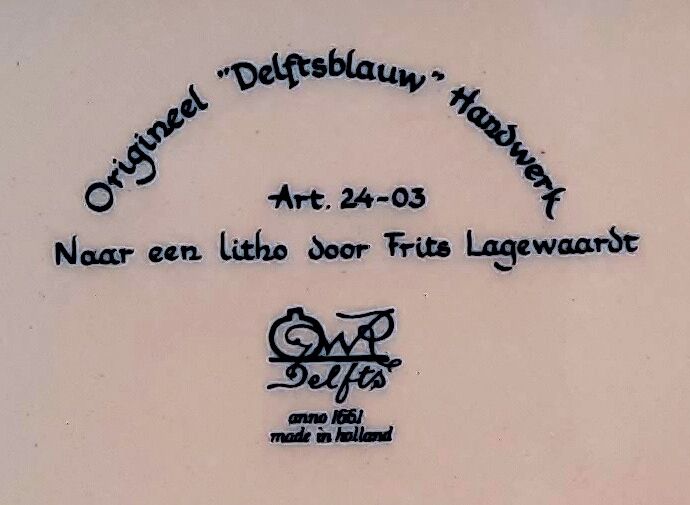 Origineel "Delftsblauw" Handwerk
Art. 24-03
Naar een litho door Frits Lagewaardt
Delfts
anno 1661
made in holland